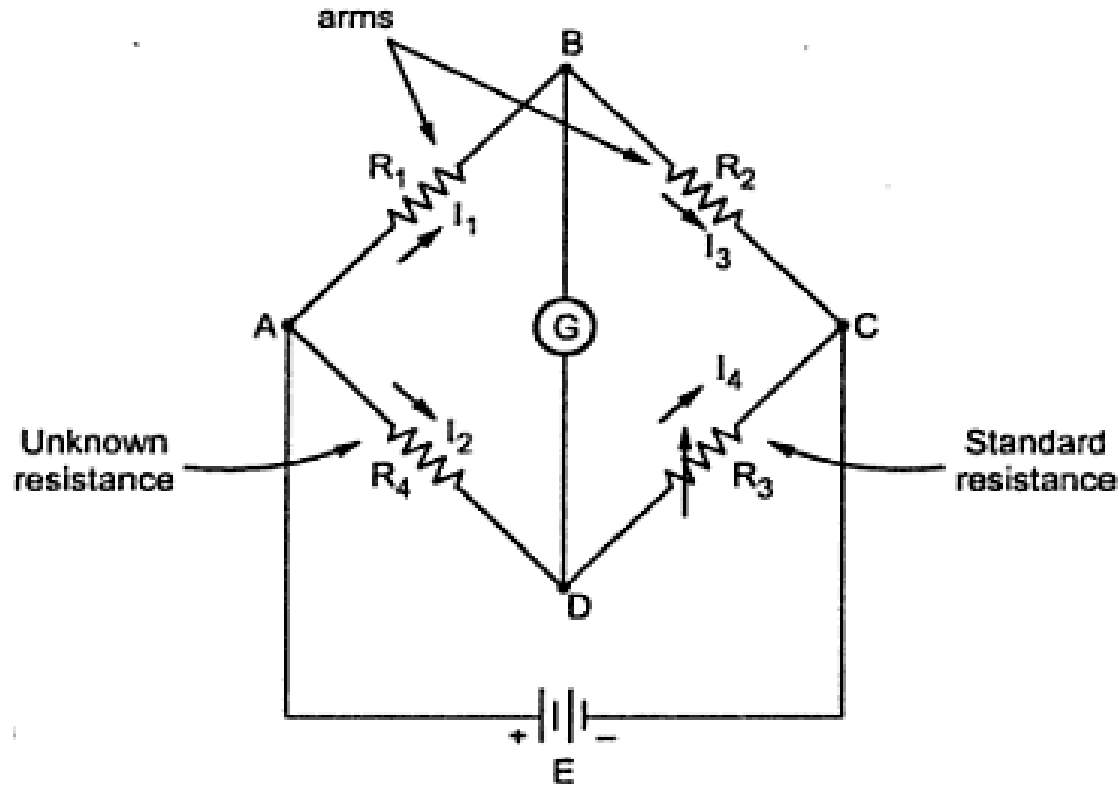 arms
B
R1
R2
I1
I3
A
G
C
I4
I2
Unknown
resistance
R4
R3
Standard
resistance
D
+ −
E